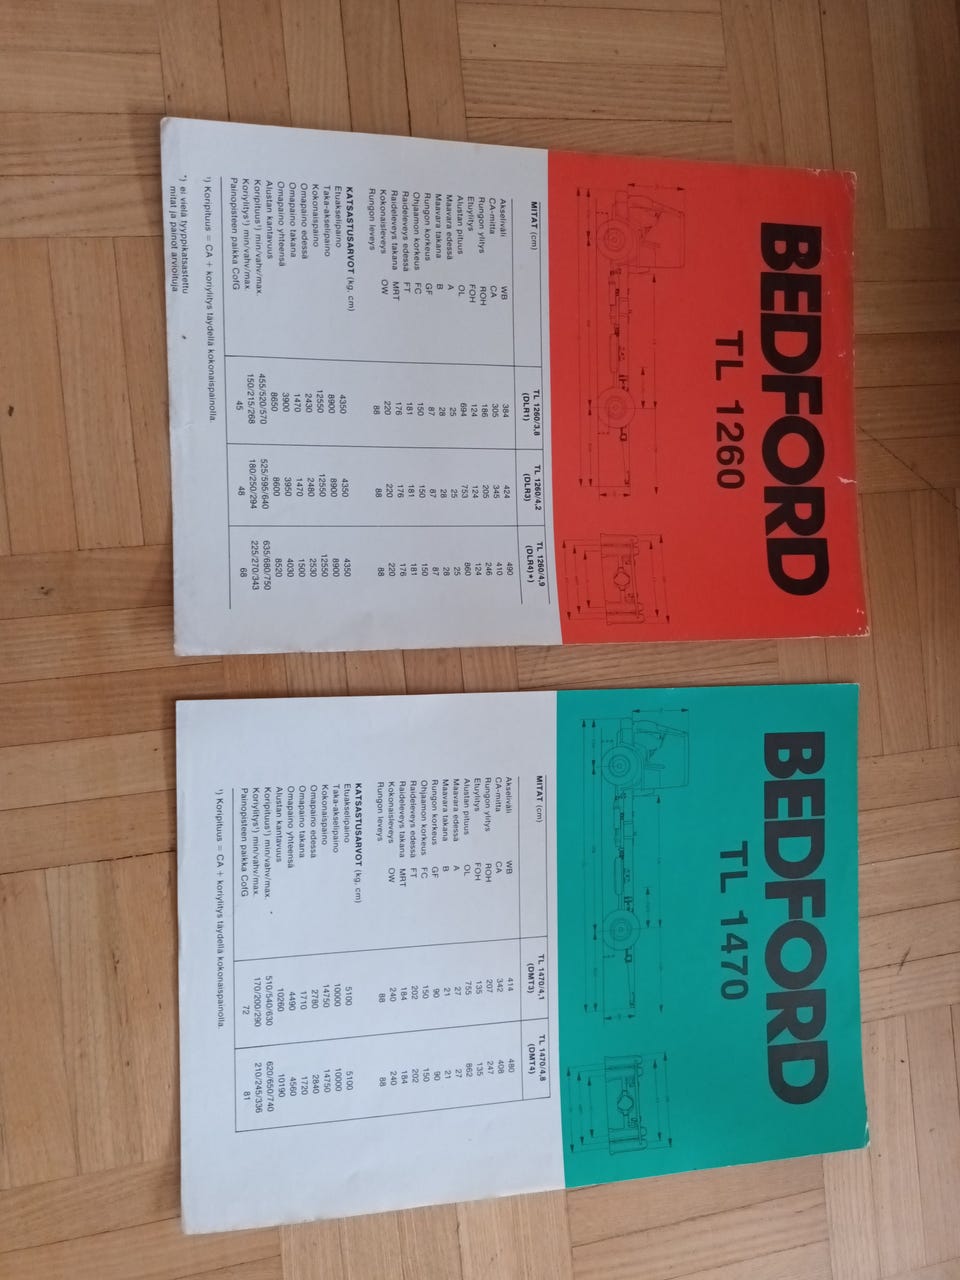 BEDFORD
TL 1260
MITAT (cm) TL 1260/3,8 TL 1260/4,2 TL 1260/4,9
(DLR1) (DLR3) (DLR4)*)
Akseliväli WB 384 424 490
CA-mitta CA 305 345 410
Rungon ylitys ROH 186 205 246
Etuylitys FOH 124 124 124
Alustan pituus OL 694 753 860
Maavara edessä A 25 25 25
Maavara takana B 28 28 28
Rungon korkeus GF 87 87 87
Ohjaamon korkeus FC 150 150 150
Raideleveys edessä FT 181 181 181
Raideleveys takana MRT 176 176 176
Kokonaisleveys OW 220 220 220
Rungon leveys 88 88 88
KATSASTUSARVOT (kg, cm)
Etuakselipaino 4350 4350 4350
Taka-akselipaino 8900 8900 8900
Kokonaispaino 12550 12550 12550
Omapaino edessä 2430 2480 2530
Omapaino takana 1470 1470 1500
Omapaino yhteensä 3900 3950 4030
Alustan kantavuus 8650 8600 8520
Koripituus¹) min/vahv/max. 455/520/570 525/595/640 635/680/750
Koriylitys¹) min/vahv/max. 150/215/268 180/250/294 225/270/343
Painopisteen paikka CofG 45 48 68
¹) Koripituus = CA + koriylitys täydellä kokonaispainolla.
*) ei vielä tyyppikatsastettu
mitat ja painot arvioituja
BEDFORD
TL 1470
MITAT (cm) TL 1470/4,1 TL 1470/4,8
(DMT3) (DMT4)
Akseliväli WB 414 480
CA-mitta CA 342 408
Rungon ylitys ROH 207 247
Etuylitys FOH 135 135
Alustan pituus OL 755 862
Maavara edessä A 27 27
Maavara takana B 21 21
Rungon korkeus GF 90 90
Ohjaamon korkeus FC 150 150
Raideleveys edessä FT 202 202
Raideleveys takana MRT 184 184
Kokonaisleveys OW 240 240
Rungon leveys 88 88
KATSASTUSARVOT (kg, cm)
Etuakselipaino 5100 5100
Taka-akselipaino 10000 10000
Kokonaispaino 14750 14750
Omapaino edessä 2780 2840
Omapaino takana 1710 1720
Omapaino yhteensä 4490 4560
Alustan kantavuus 10260 10190
Koripituus¹) min/vahv/max. 510/540/630 620/650/740
Koriylitys¹) min/vahv/max. 170/200/290 210/245/336
Painopisteen paikka CofG 72 81
¹) Koripituus = CA + koriylitys täydellä kokonaispainolla.